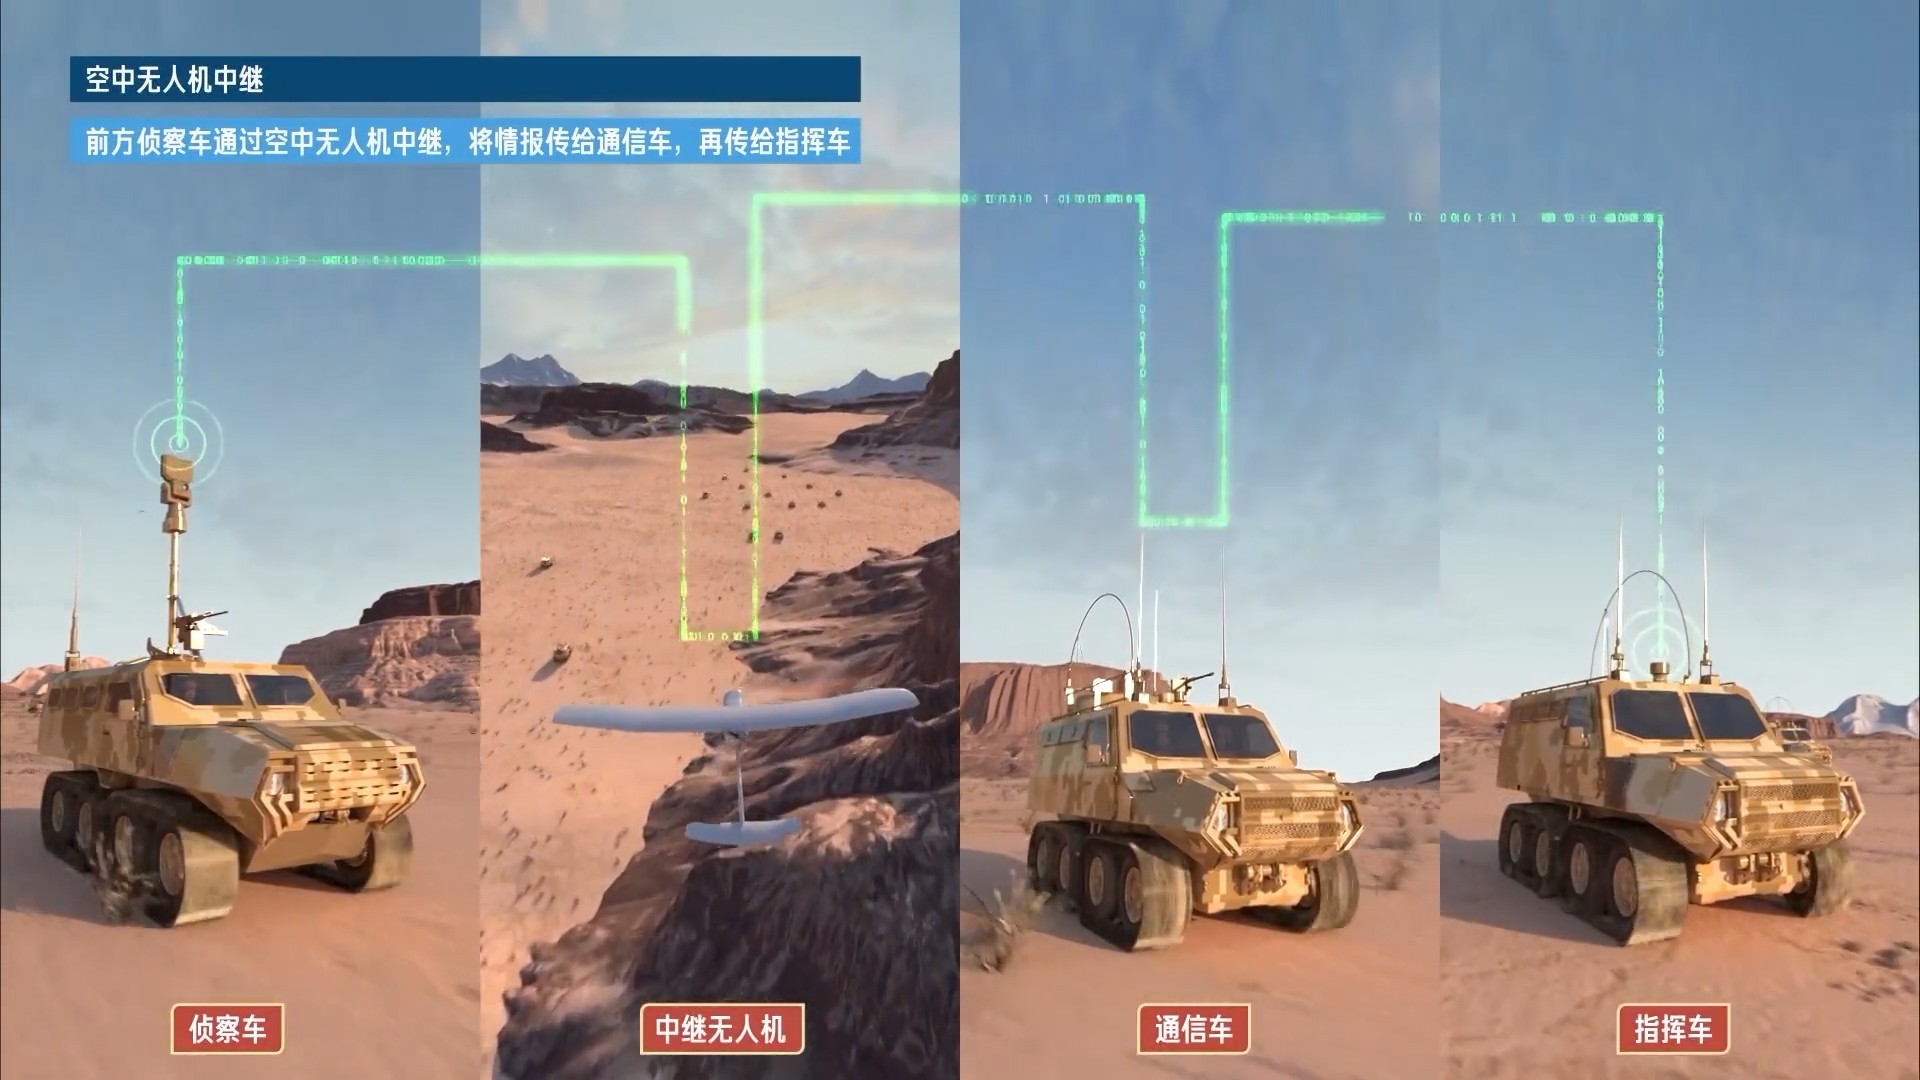 空中无人机中继
前方侦察车通过空中无人机中继，将情报传给通信车，再传给指挥车
侦察车
中继无人机
通信车
指挥车